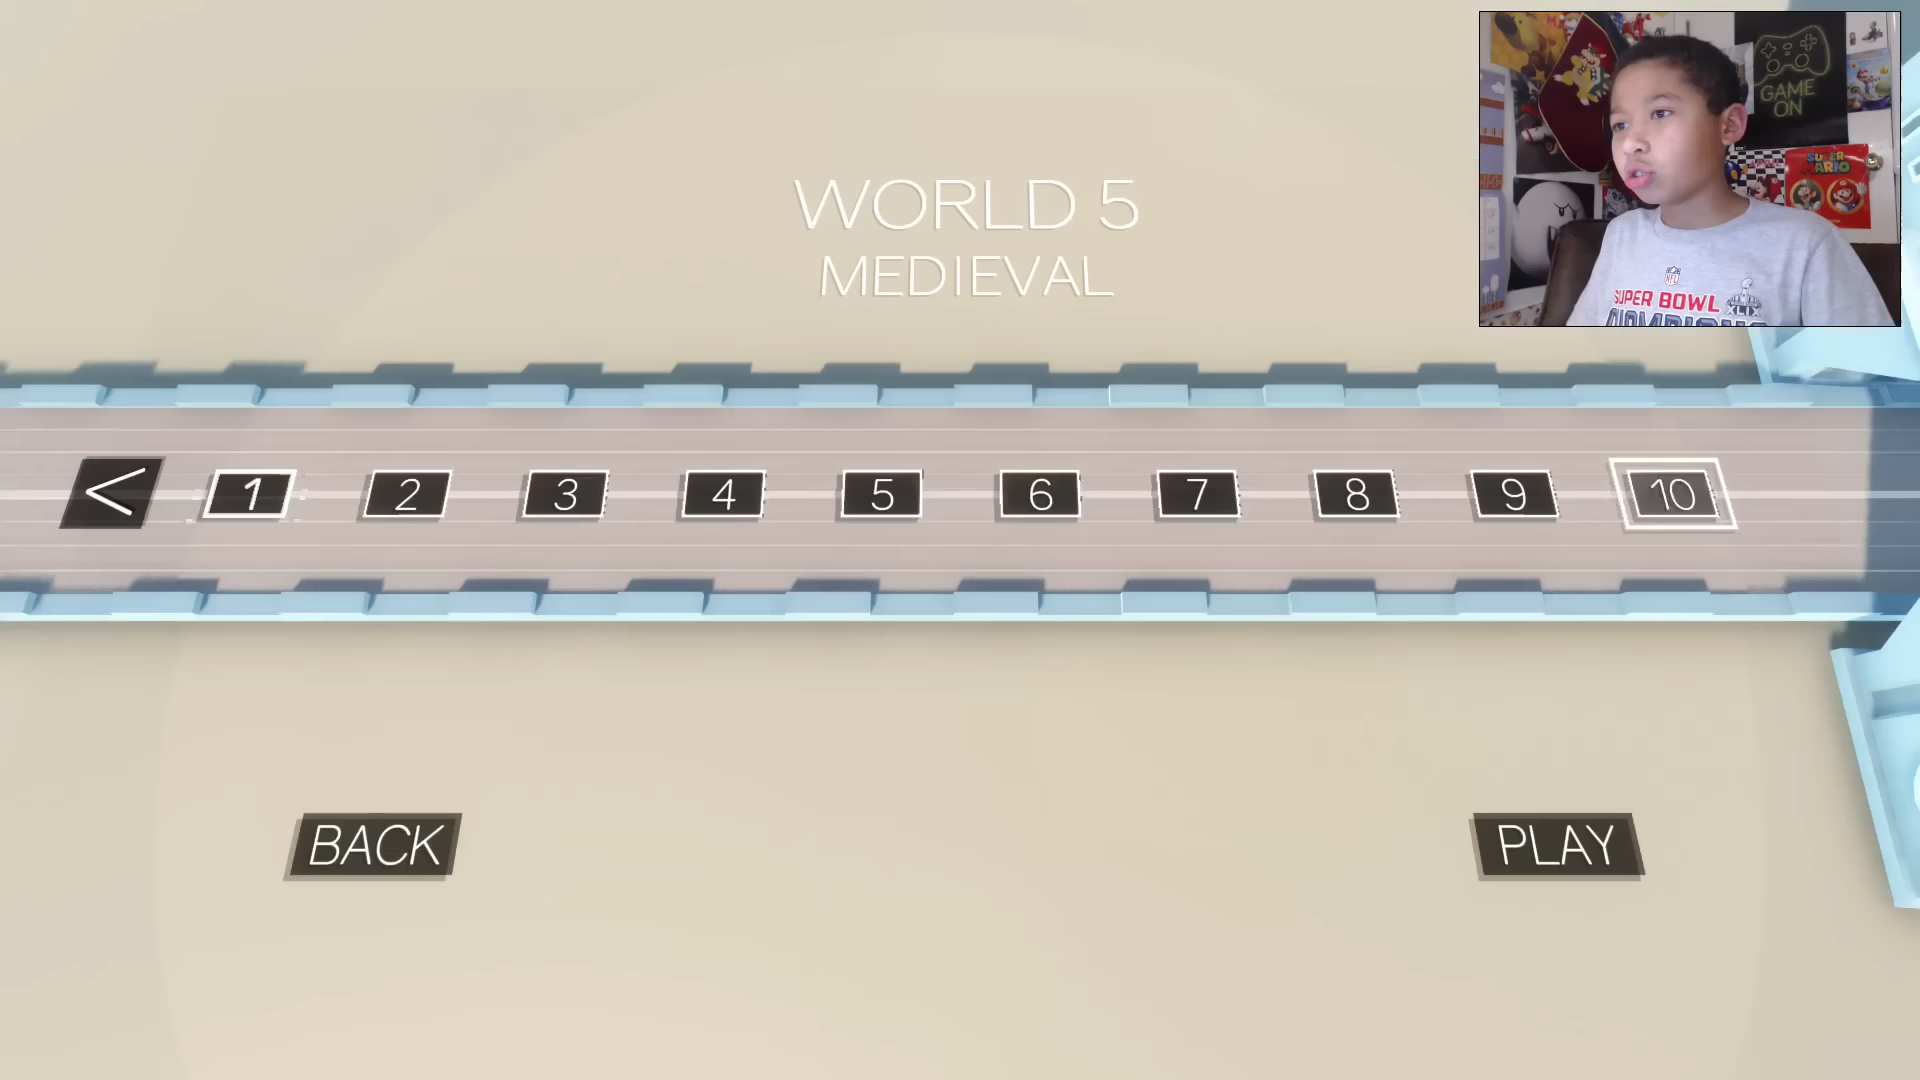 WORLD 5
MEDIEVAL
GAME
ON
SUPER
MARIO
NFL
SUPER BOWL
XLIX
< 1 2 3 4 5 6 7 8 9 10
BACK
PLAY